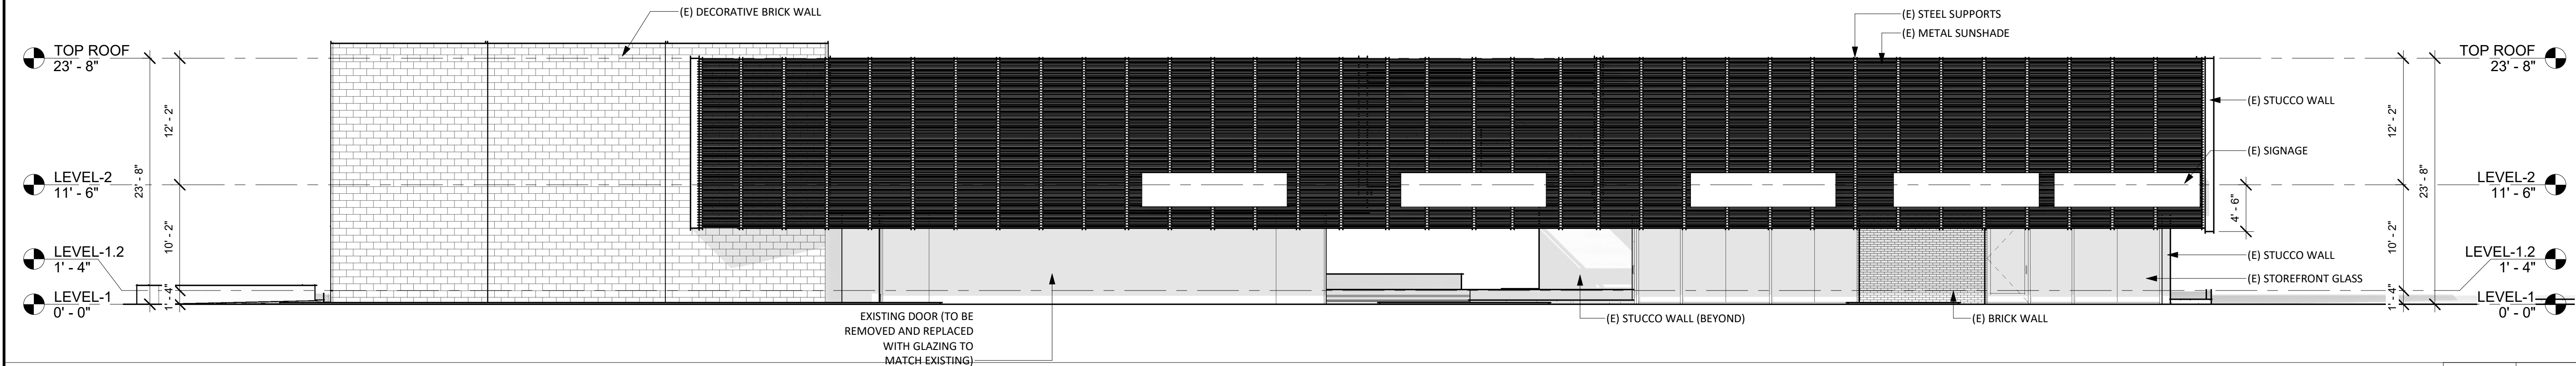 (E) DECORATIVE BRICK WALL
(E) STEEL SUPPORTS
(E) METAL SUNSHADE
TOP ROOF
23' - 8"
TOP ROOF
23' - 8"
(E) STUCCO WALL
12' - 2"
12' - 2"
(E) SIGNAGE
LEVEL-2
11' - 6"
23' - 8"
23' - 8"
LEVEL-2
11' - 6"
4' - 6"
10' - 2"
10' - 2"
LEVEL-1.2
1' - 4"
(E) STUCCO WALL
LEVEL-1.2
1' - 4"
(E) STOREFRONT GLASS
1' - 4"
1' - 4"
LEVEL-1
0' - 0"
LEVEL-1
0' - 0"
EXISTING DOOR (TO BE
REMOVED AND REPLACED
WITH GLAZING TO
MATCH EXISTING)
(E) STUCCO WALL (BEYOND)
(E) BRICK WALL